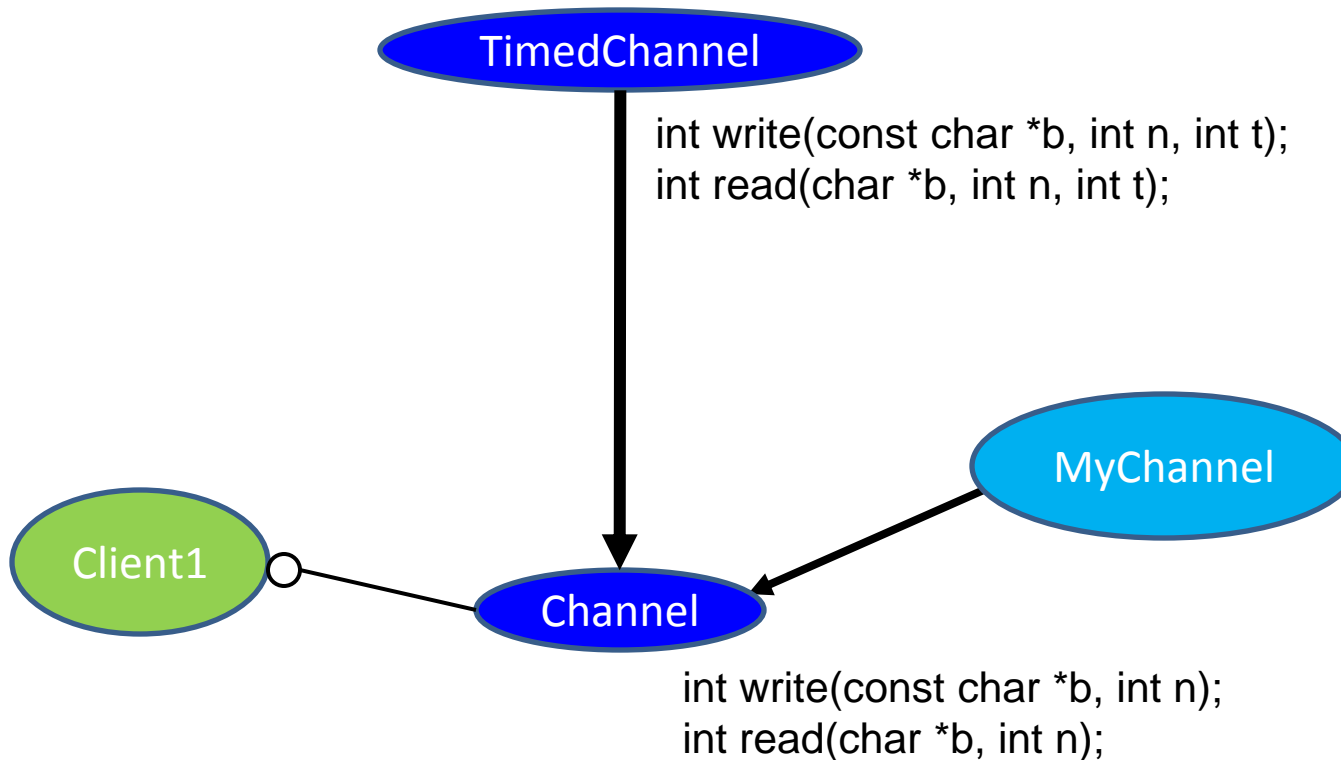 TimedChannel
int write(const char *b, int n, int t);
int read(char *b, int n, int t);
MyChannel
Client1
Channel
int write(const char *b, int n);
int read(char *b, int n);